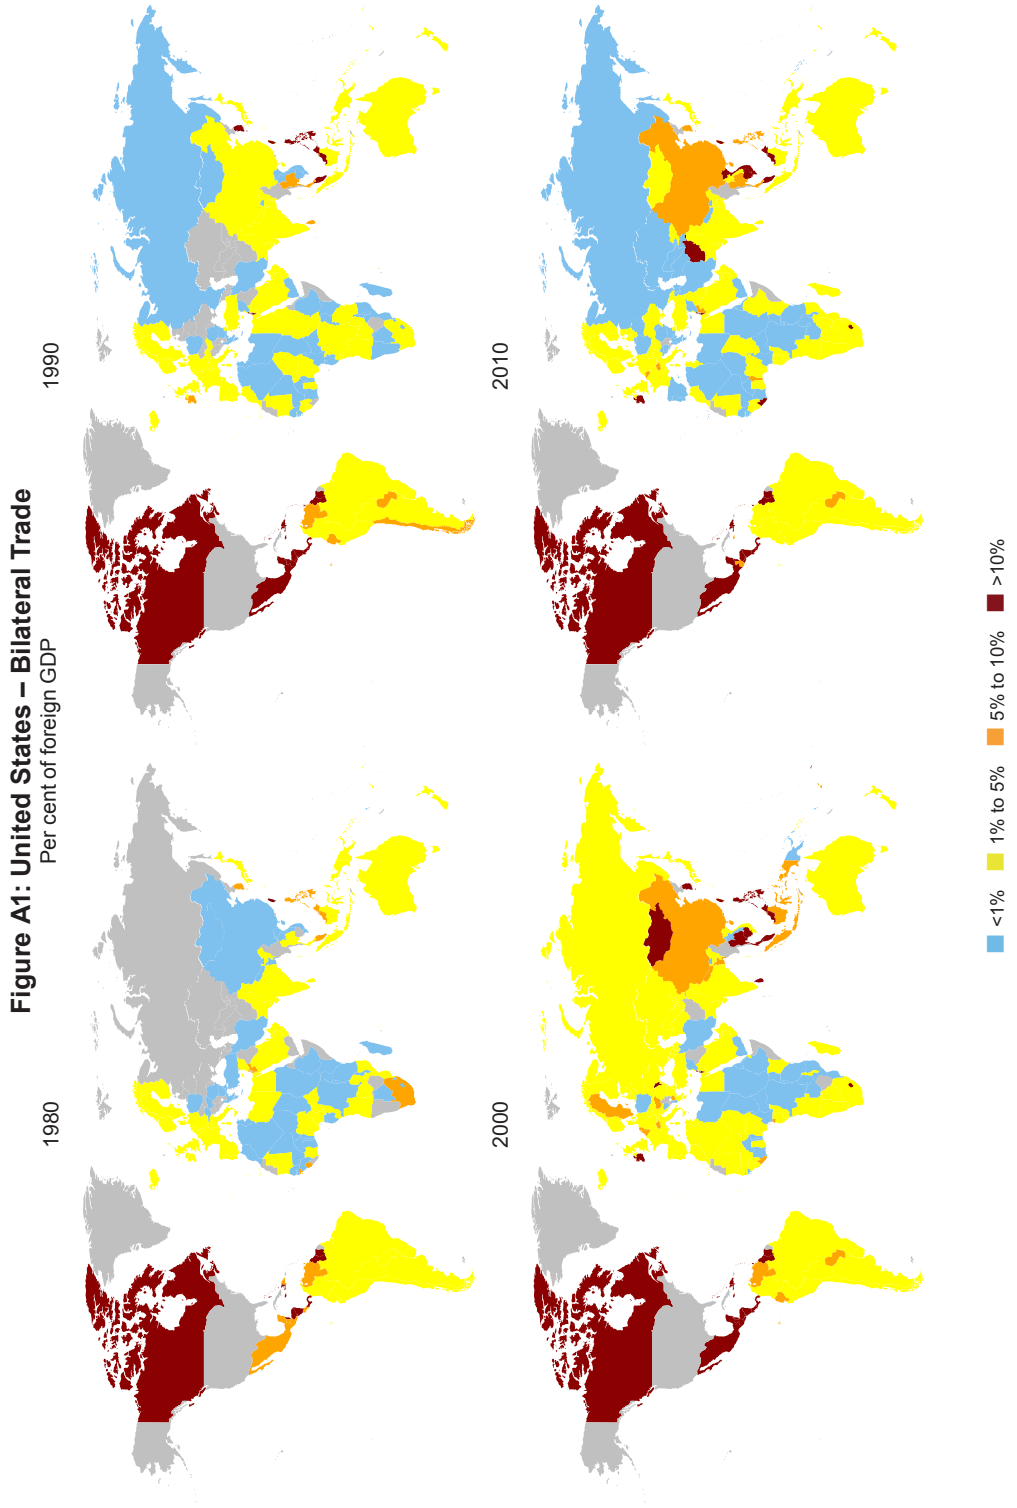 Figure A1: United States – Bilateral Trade
Per cent of foreign GDP
1980
1990
2000
2010
<1%
1% to 5%
5% to 10%
>10%